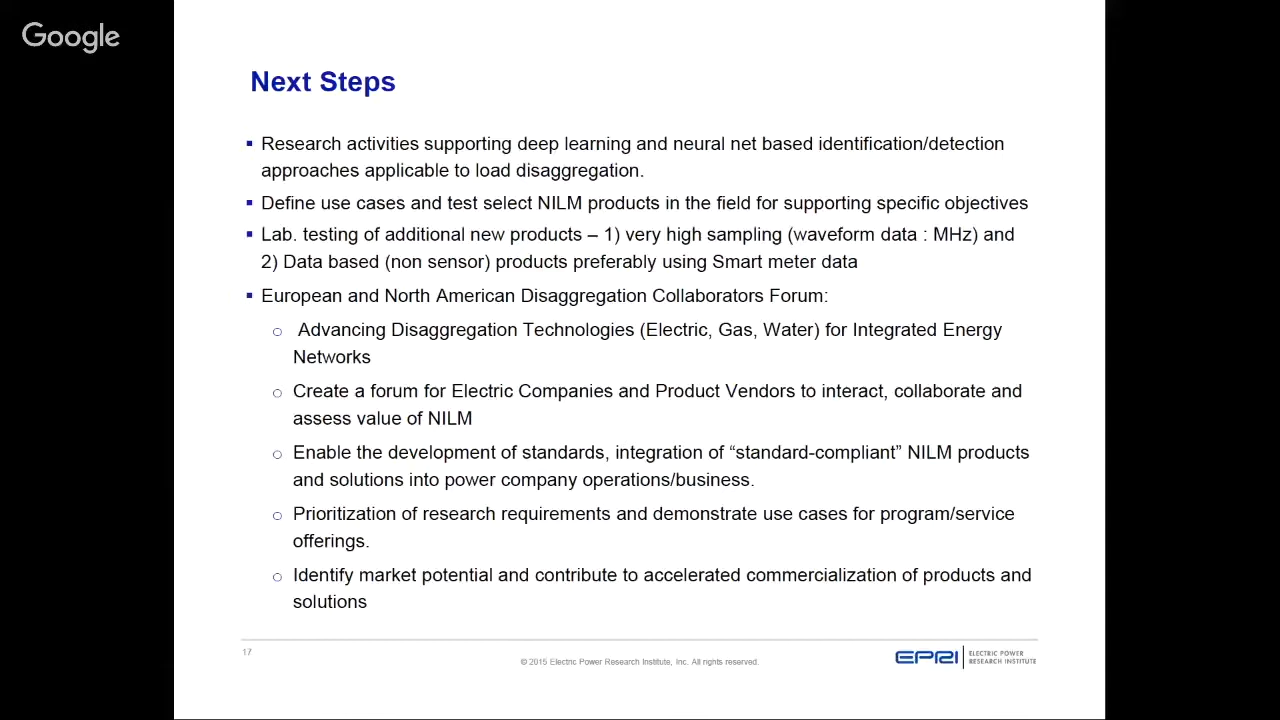 Google
Next Steps
▪ Research activities supporting deep learning and neural net based identification/detection
approaches applicable to load disaggregation.
▪ Define use cases and test select NILM products in the field for supporting specific objectives
▪ Lab. testing of additional new products – 1) very high sampling (waveform data : MHz) and
2) Data based (non sensor) products preferably using Smart meter data
▪ European and North American Disaggregation Collaborators Forum:
o Advancing Disaggregation Technologies (Electric, Gas, Water) for Integrated Energy
Networks
o Create a forum for Electric Companies and Product Vendors to interact, collaborate and
assess value of NILM
o Enable the development of standards, integration of “standard-compliant” NILM products
and solutions into power company operations/business.
o Prioritization of research requirements and demonstrate use cases for program/service
offerings.
o Identify market potential and contribute to accelerated commercialization of products and
solutions
17
© 2015 Electric Power Research Institute, Inc. All rights reserved.
EPRI
ELECTRIC POWER
RESEARCH INSTITUTE